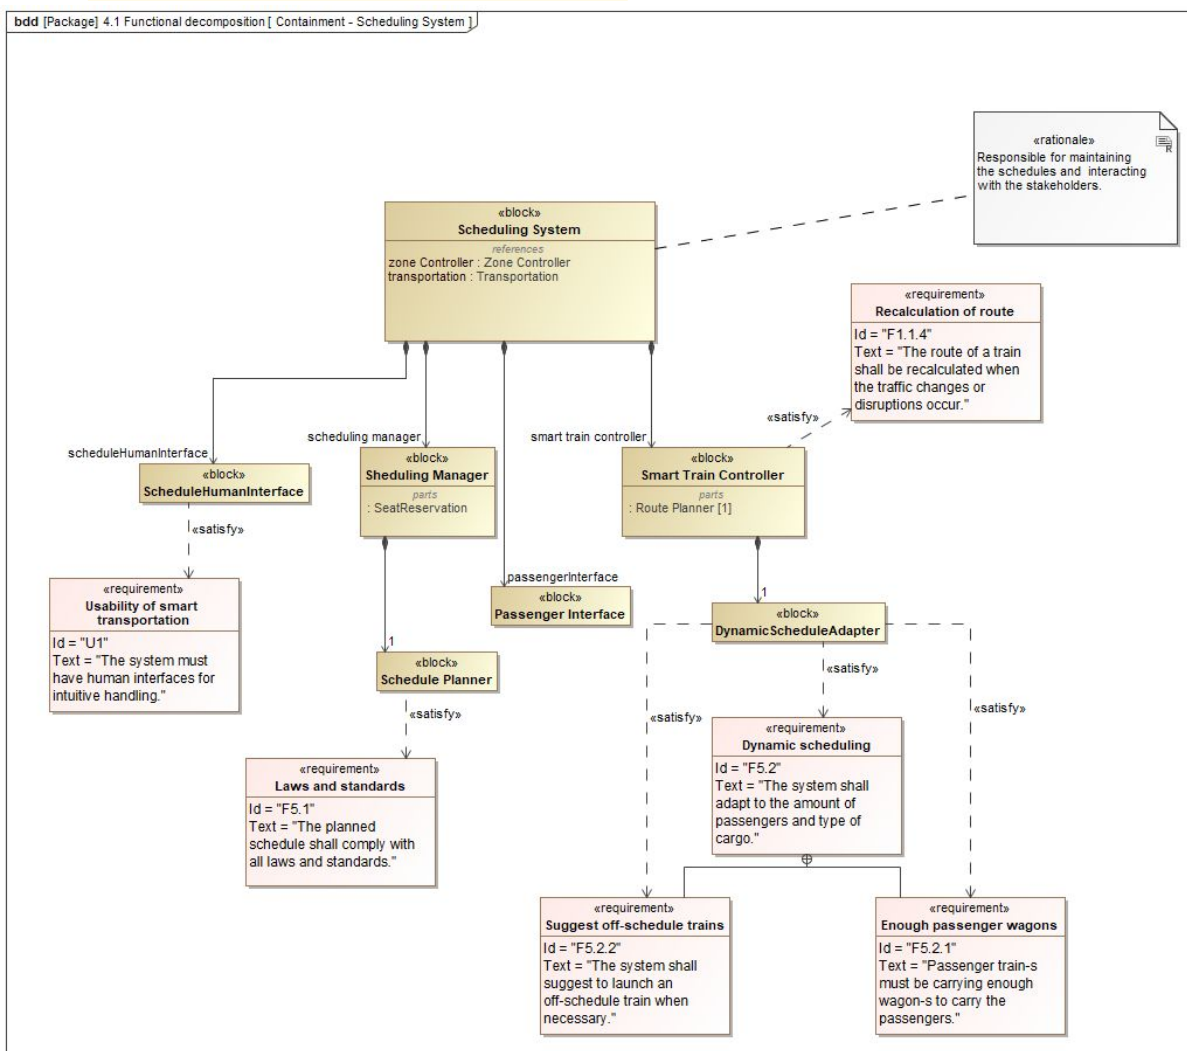 bdd [Package] 4.1 Functional decomposition [ Containment - Scheduling System ]
«rationale»
Responsible for maintaining
the schedules and interacting
with the stakeholders.
«block»
Scheduling System
references
zone Controller : Zone Controller
transportation : Transportation
«requirement»
Recalculation of route
Id = "F1.1.4"
Text = "The route of a train
shall be recalculated when
the traffic changes or
disruptions occur."
«satisfy»
scheduleHumanInterface
scheduling manager
smart train controller
«block»
ScheduleHumanInterface
«block»
Sheduling Manager
parts
: SeatReservation
«block»
Smart Train Controller
parts
: Route Planner [1]
«satisfy»
passengerInterface
«block»
Passenger Interface
1
«block»
DynamicScheduleAdapter
«requirement»
Usability of smart
transportation
Id = "U1"
Text = "The system must
have human interfaces for
intuitive handling."
1
«block»
Schedule Planner
«satisfy»
«satisfy»
«satisfy»
«satisfy»
«requirement»
Laws and standards
Id = "F5.1"
Text = "The planned
schedule shall comply with
all laws and standards."
«requirement»
Dynamic scheduling
Id = "F5.2"
Text = "The system shall
adapt to the amount of
passengers and type of
cargo."
«requirement»
Suggest off-schedule trains
Id = "F5.2.2"
Text = "The system shall
suggest to launch an
off-schedule train when
necessary."
«requirement»
Enough passenger wagons
Id = "F5.2.1"
Text = "Passenger train-s
must be carrying enough
wagon-s to carry the
passengers."